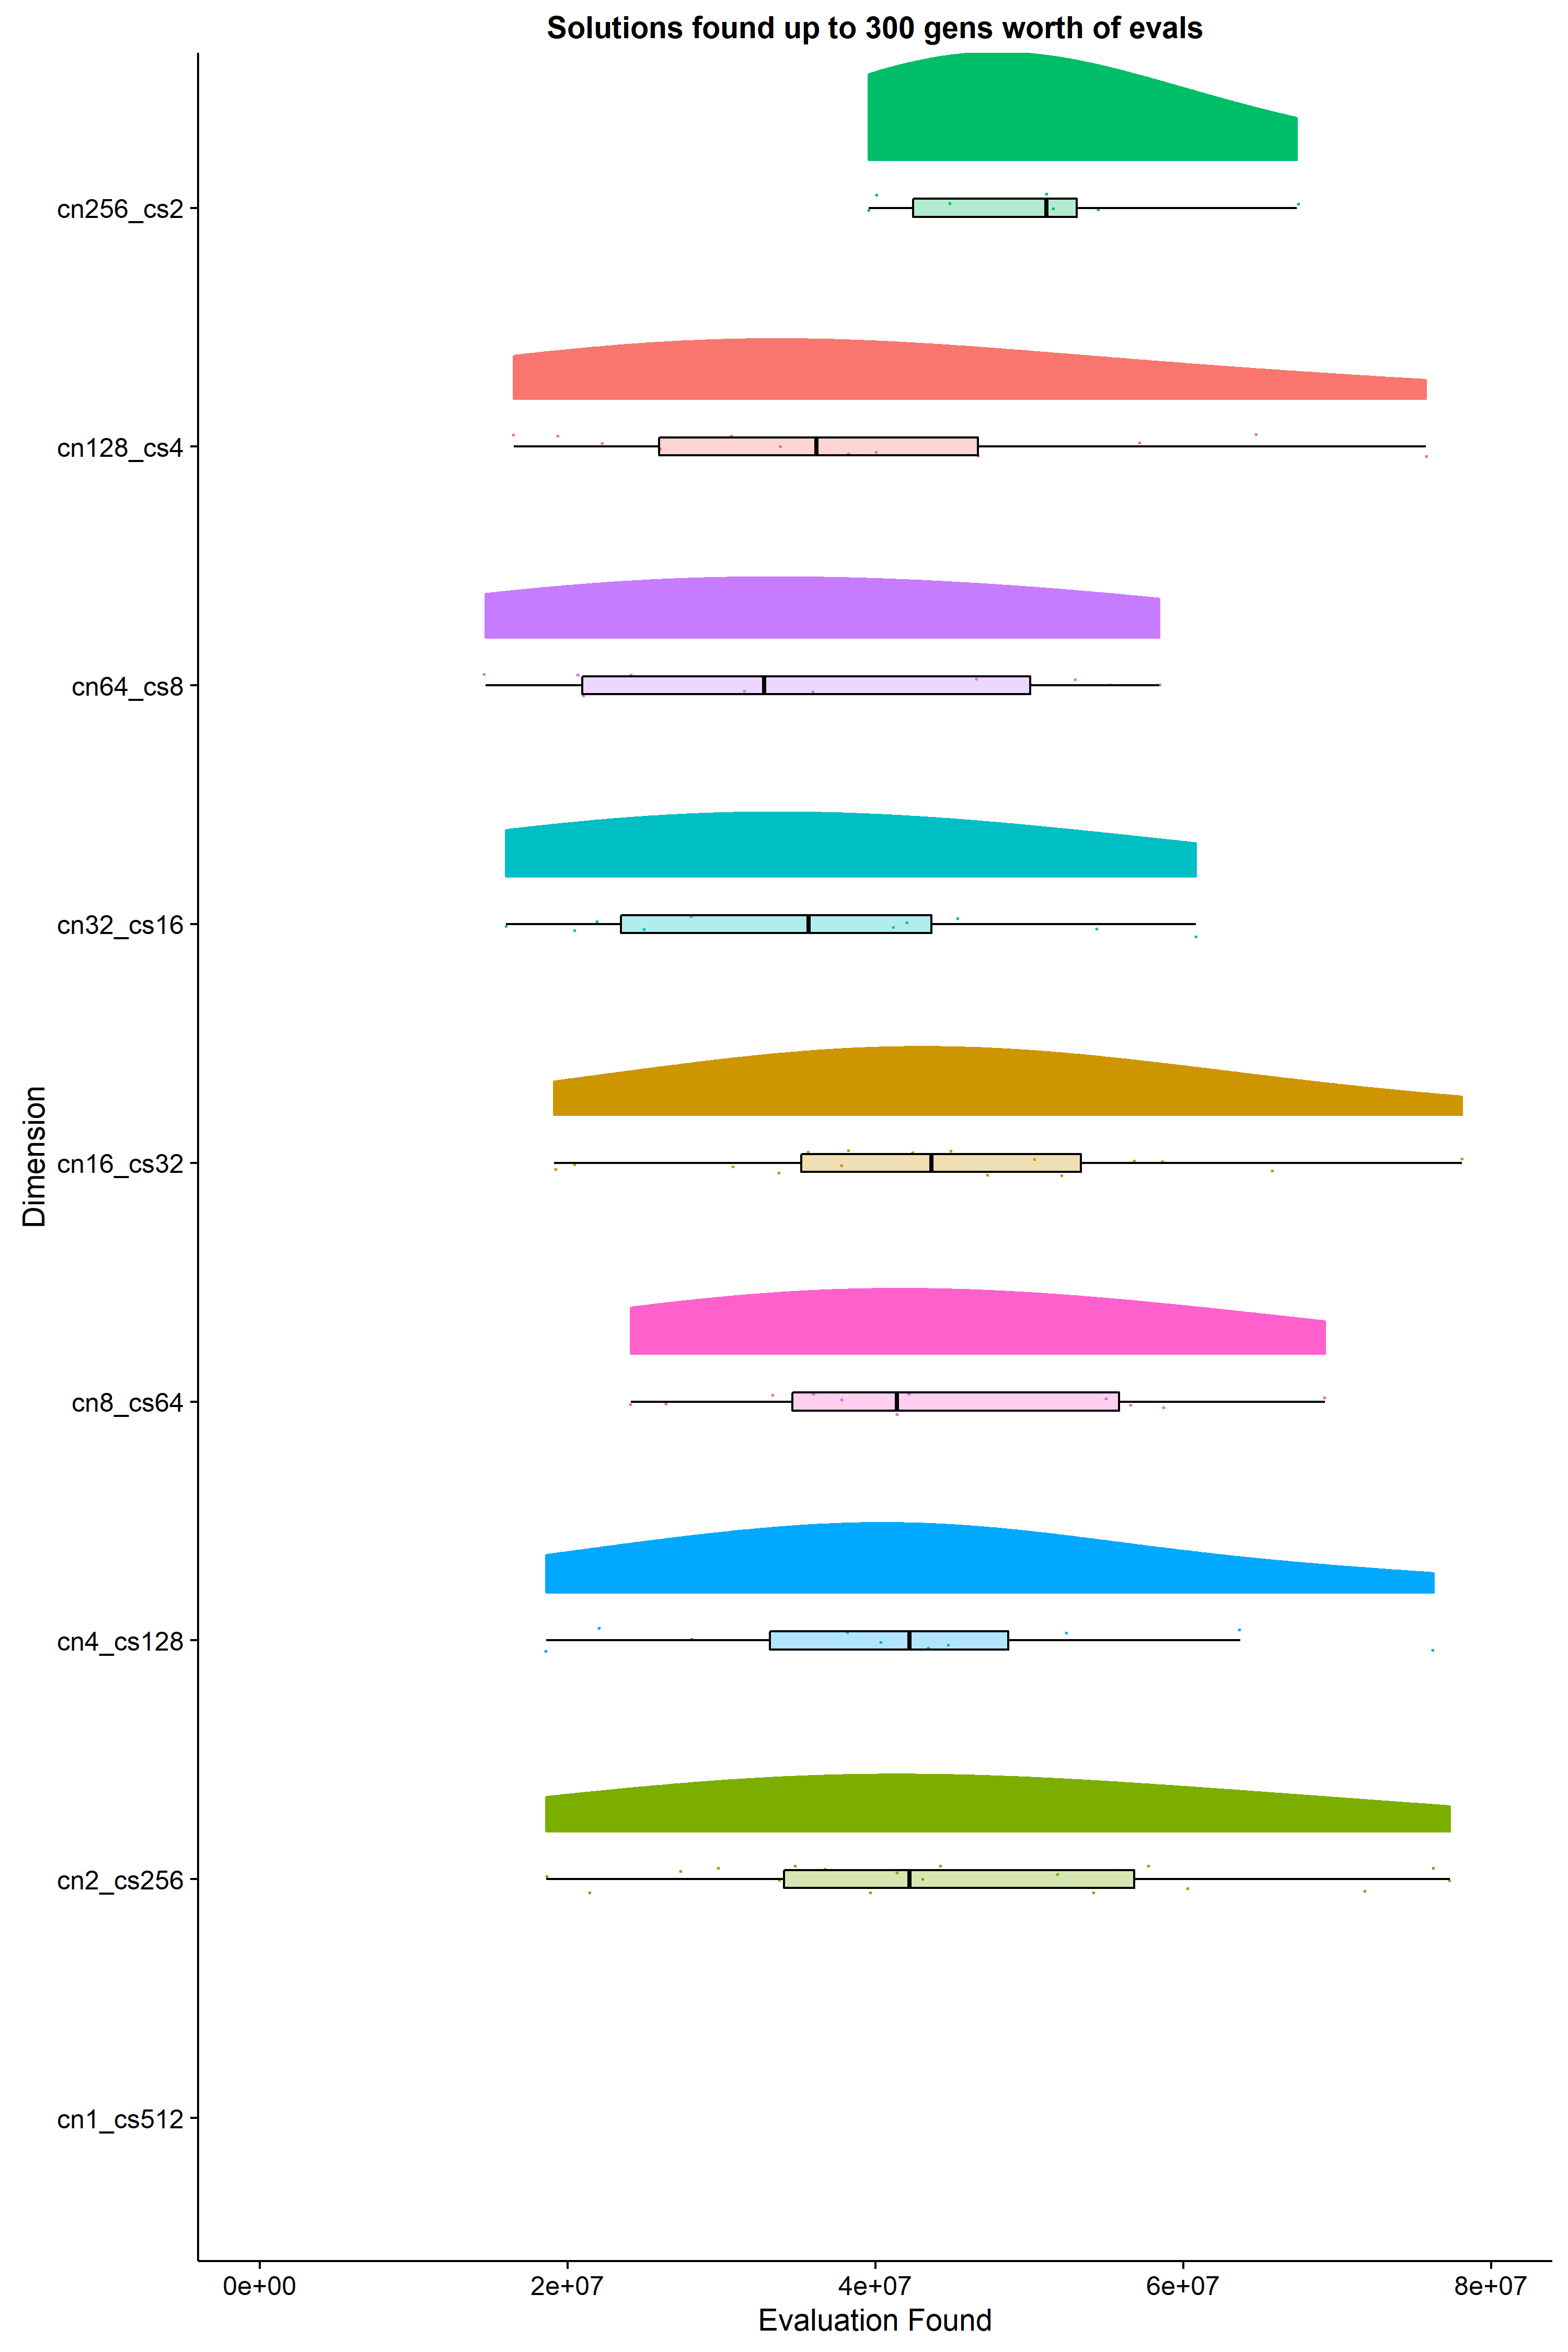 Solutions found up to 300 gens worth of evals
cn256_cs2
cn128_cs4
cn64_cs8
cn32_cs16
cn16_cs32
cn8_cs64
cn4_cs128
cn2_cs256
cn1_cs512
Dimension
0e+00 2e+07 4e+07 6e+07 8e+07
Evaluation Found